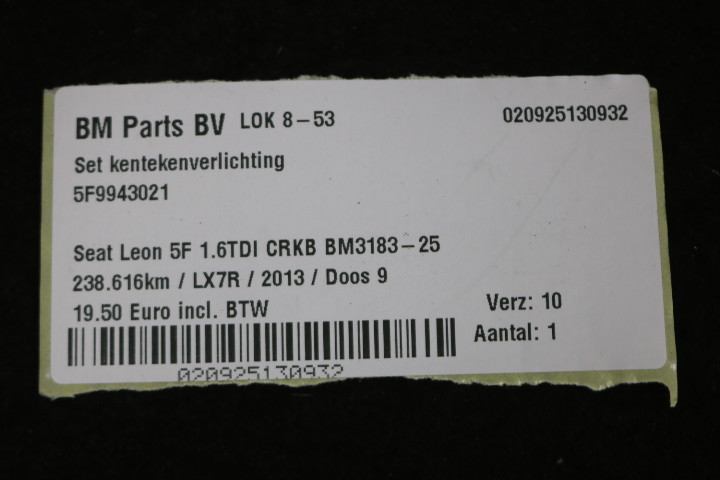 BM Parts BV LOK 8-53 020925130932
Set kentekenverlichting
5F9943021
Seat Leon 5F 1.6TDI CRKB BM3183-25
238.616km / LX7R / 2013 / Doos 9
19.50 Euro incl. BTW
Verz: 10
Aantal: 1
020925130932